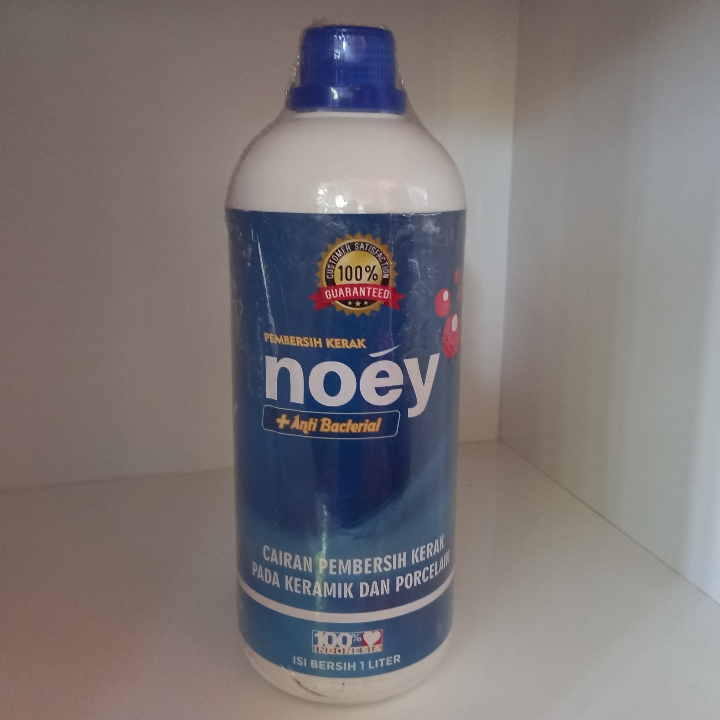 CUSTOMER SATISFACTION
100%
GUARANTEED
PEMBERSIH KERAK
noéy
+ Anti Bacterial
CAIRAN PEMBERSIH KERAK
PADA KERAMIK DAN PORCELAIN
100%
INDONESIA
ISI BERSIH 1 LITER